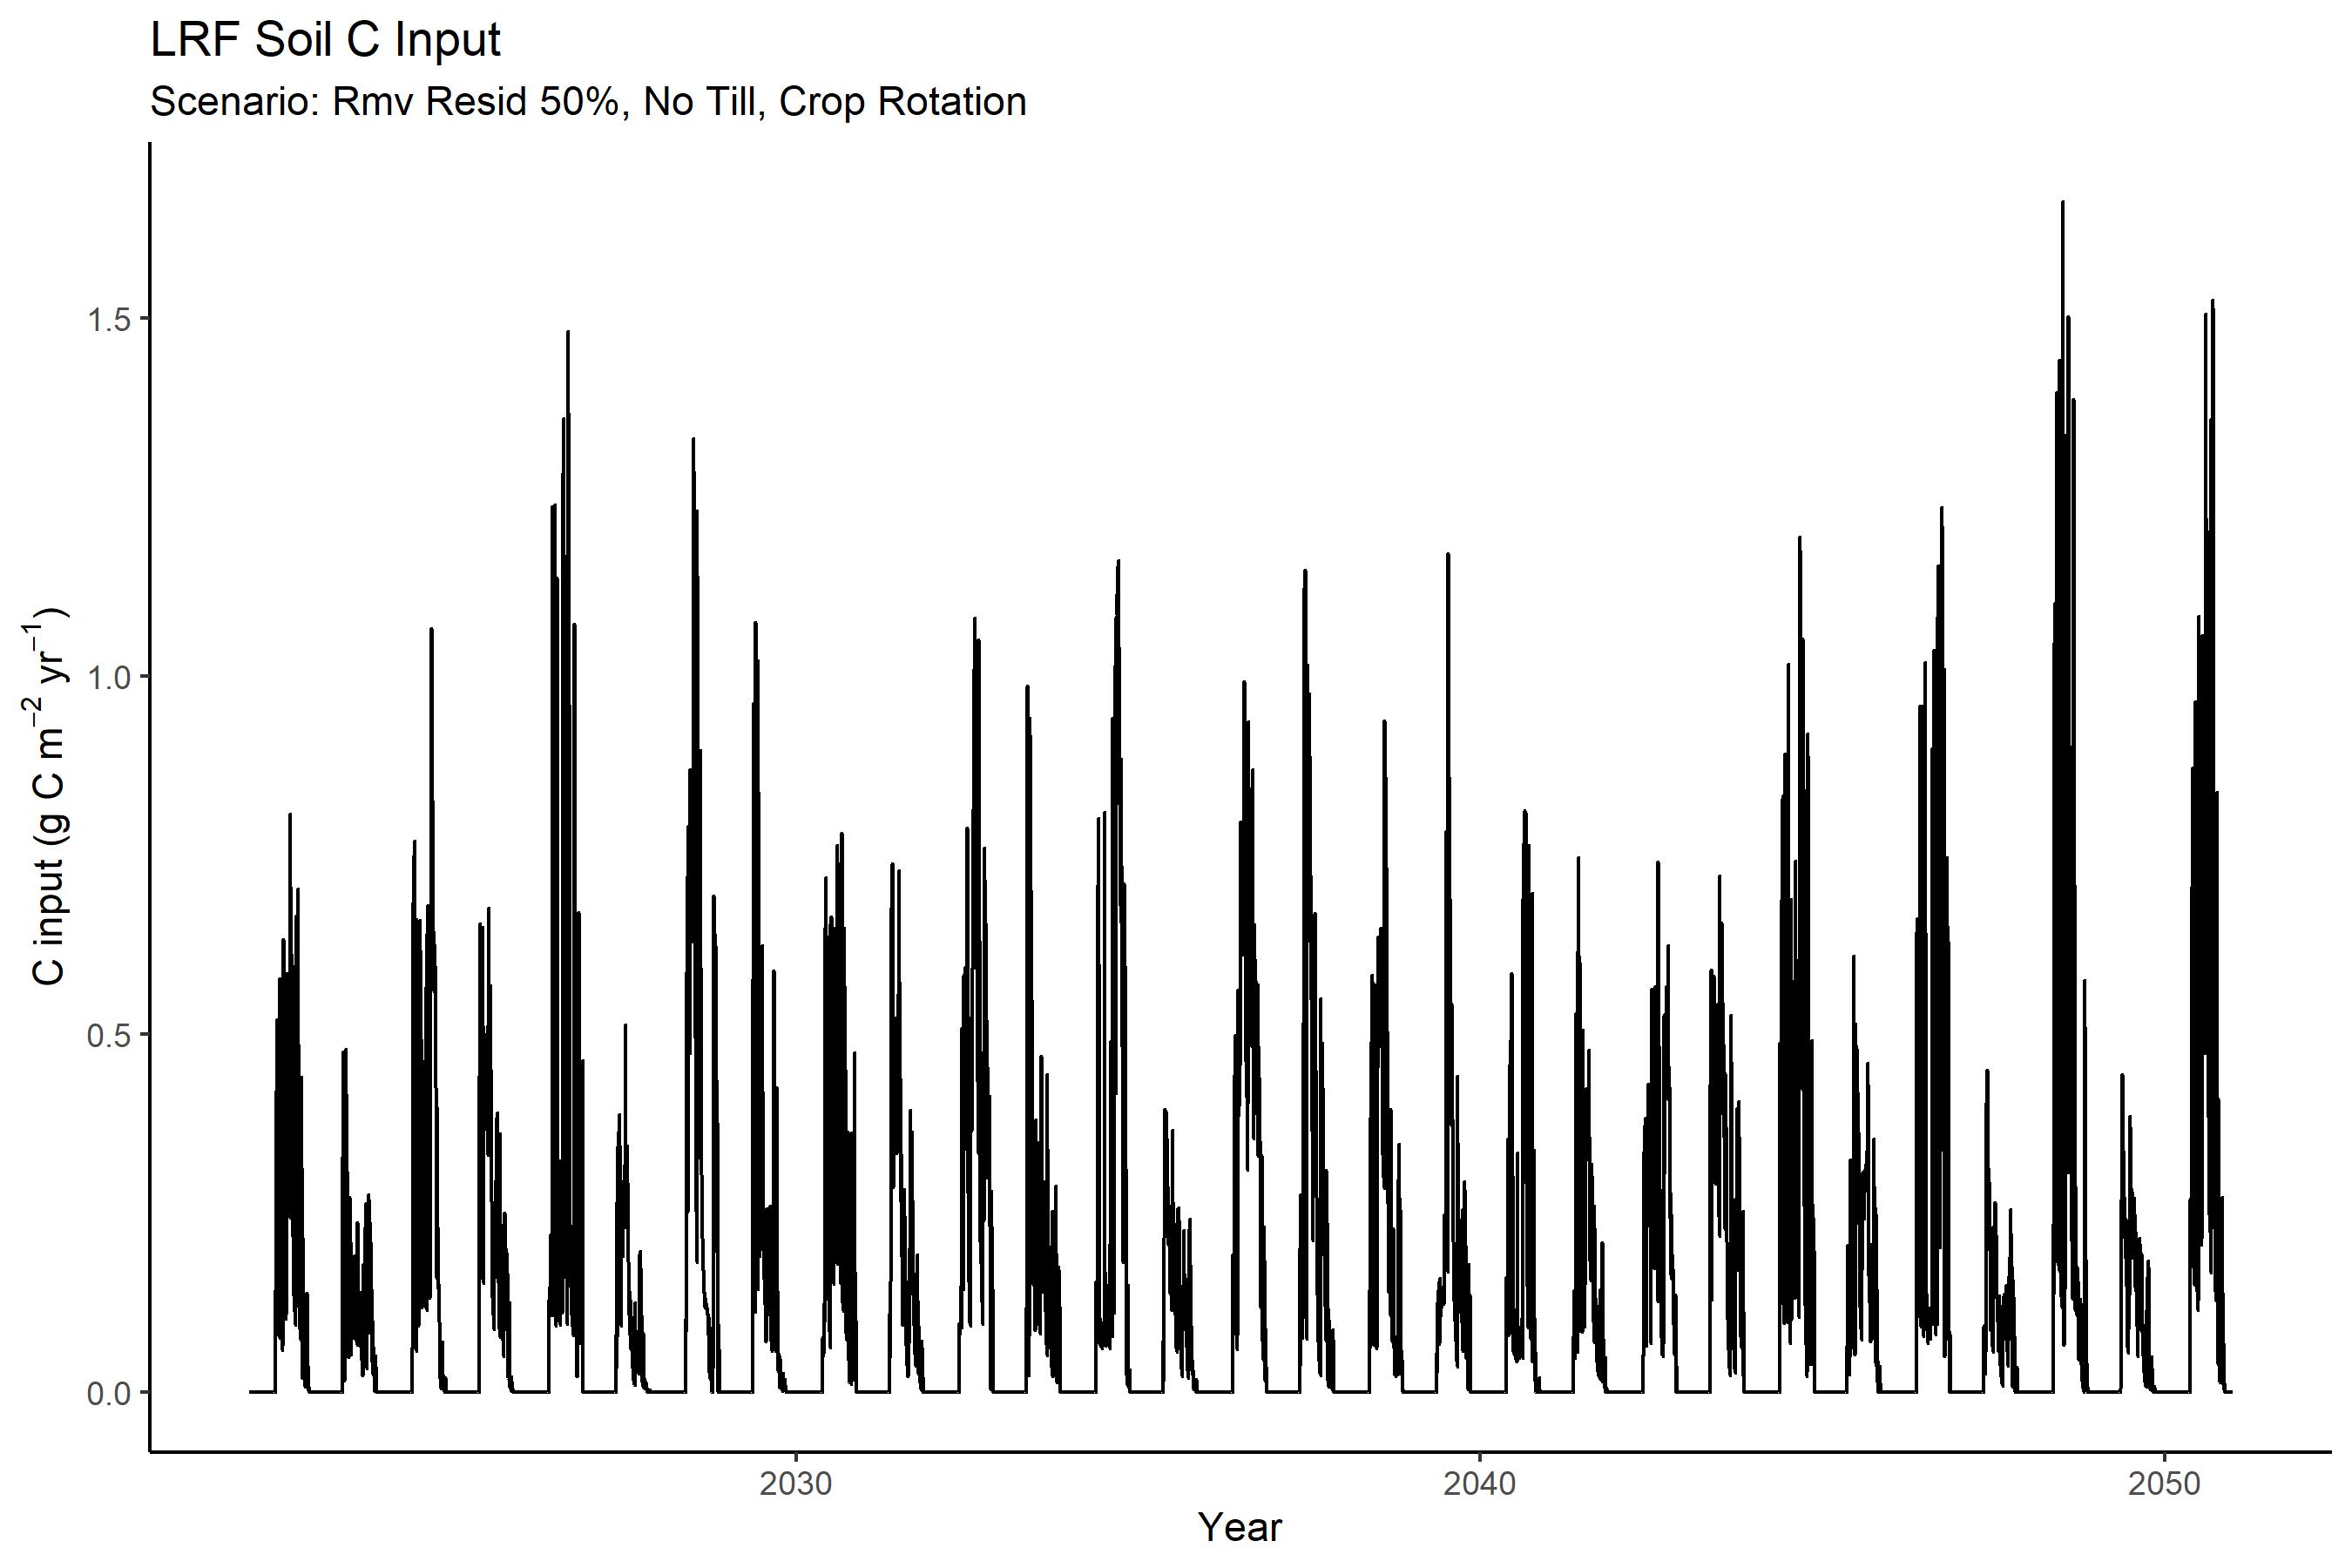 LRF Soil C Input
Scenario: Rmv Resid 50%, No Till, Crop Rotation
C input (g C m⁻² yr⁻¹)
1.5
1.0
0.5
0.0
2030 2040 2050
Year